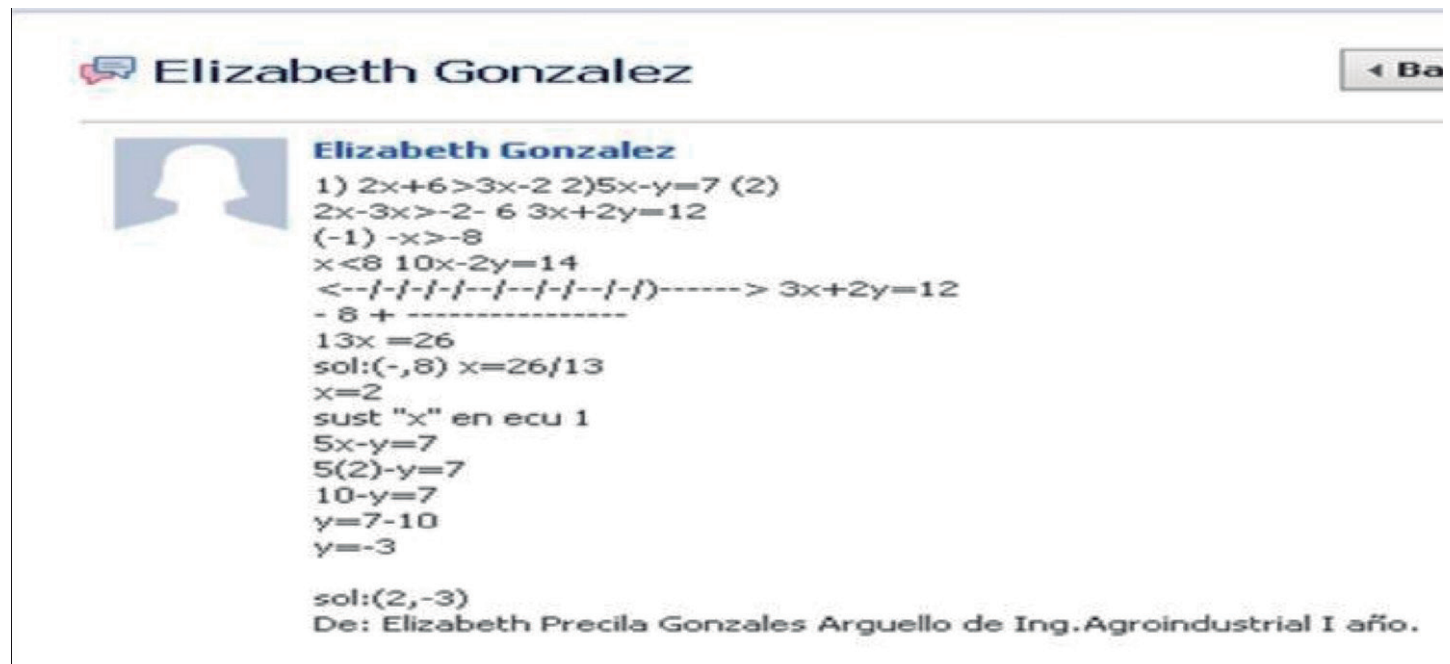 Elizabeth Gonzalez
◄ Ba
Elizabeth Gonzalez
1) 2x+6>3x-2 2)5x-y=7 (2)
2x-3x>-2- 6 3x+2y=12
(-1) -x>-8
x<8 10x-2y=14
<--/-/-/-/--/--/-/-/--/-/)------> 3x+2y=12
- 8 + ----------------
13x =26
sol:(-,8) x=26/13
x=2
sust "x" en ecu 1
5x-y=7
5(2)-y=7
10-y=7
y=7-10
y=-3
sol:(2,-3)
De: Elizabeth Precila Gonzales Arguello de Ing.Agroindustrial I año.